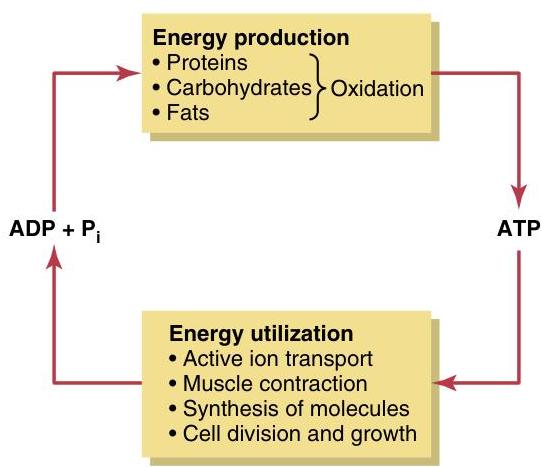 Energy production
• Proteins
• Carbohydrates
• Fats
Oxidation
ADP + Pi
ATP
Energy utilization
• Active ion transport
• Muscle contraction
• Synthesis of molecules
• Cell division and growth